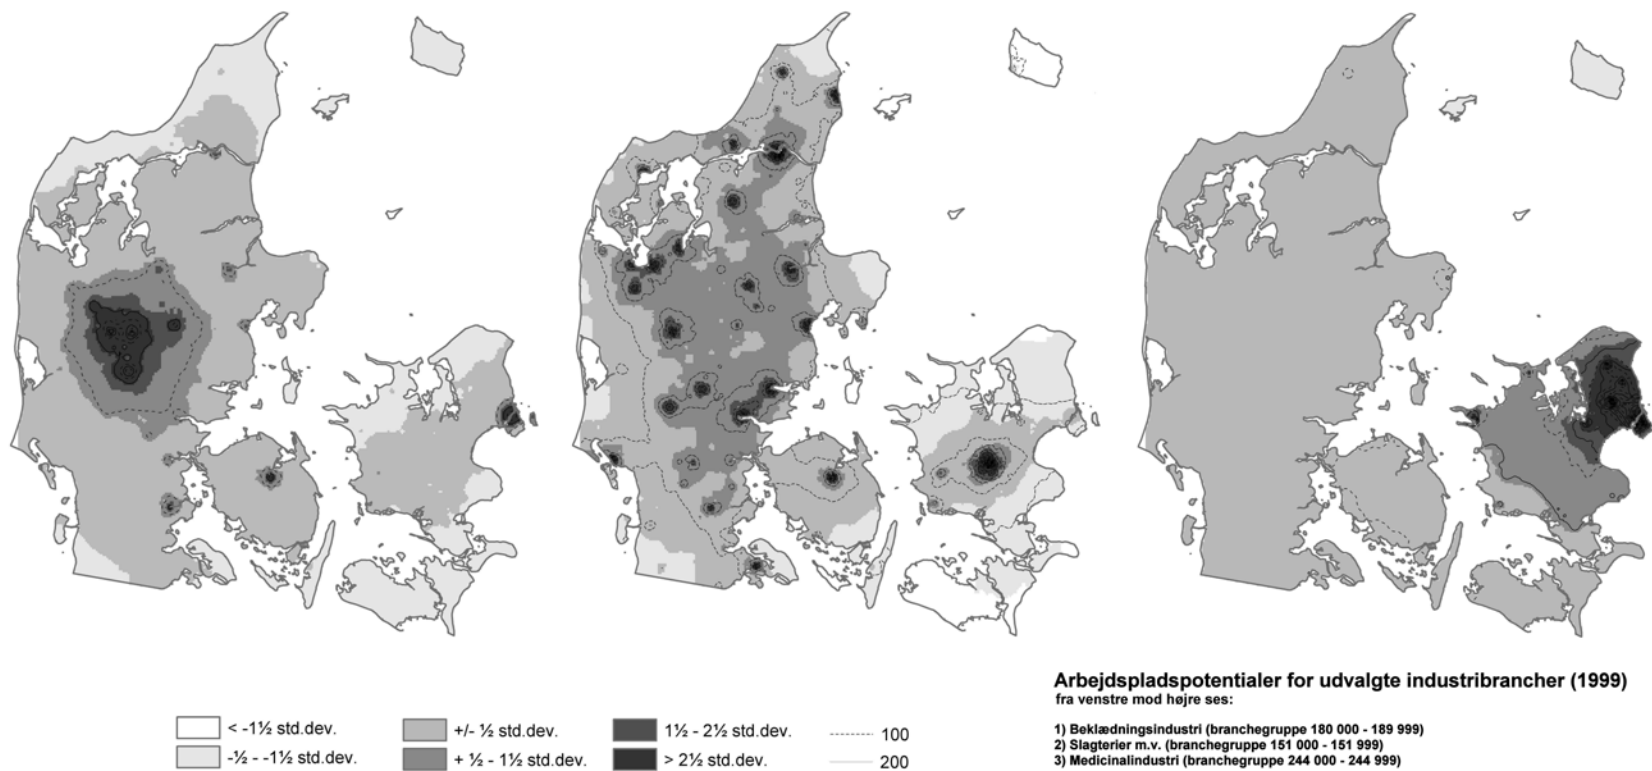 Arbejdspladspotentialer for udvalgte industribrancher (1999)
fra venstre mod højre ses:
1) Beklædningsindustri (branchegruppe 180 000 - 189 999)
2) Slagterier m.v. (branchegruppe 151 000 - 151 999)
3) Medicinalindustri (branchegruppe 244 000 - 244 999)
< -1½ std.dev.
-½ - -1½ std.dev.
+/- ½ std.dev.
+ ½ - 1½ std.dev.
1½ - 2½ std.dev.
> 2½ std.dev.
100
200